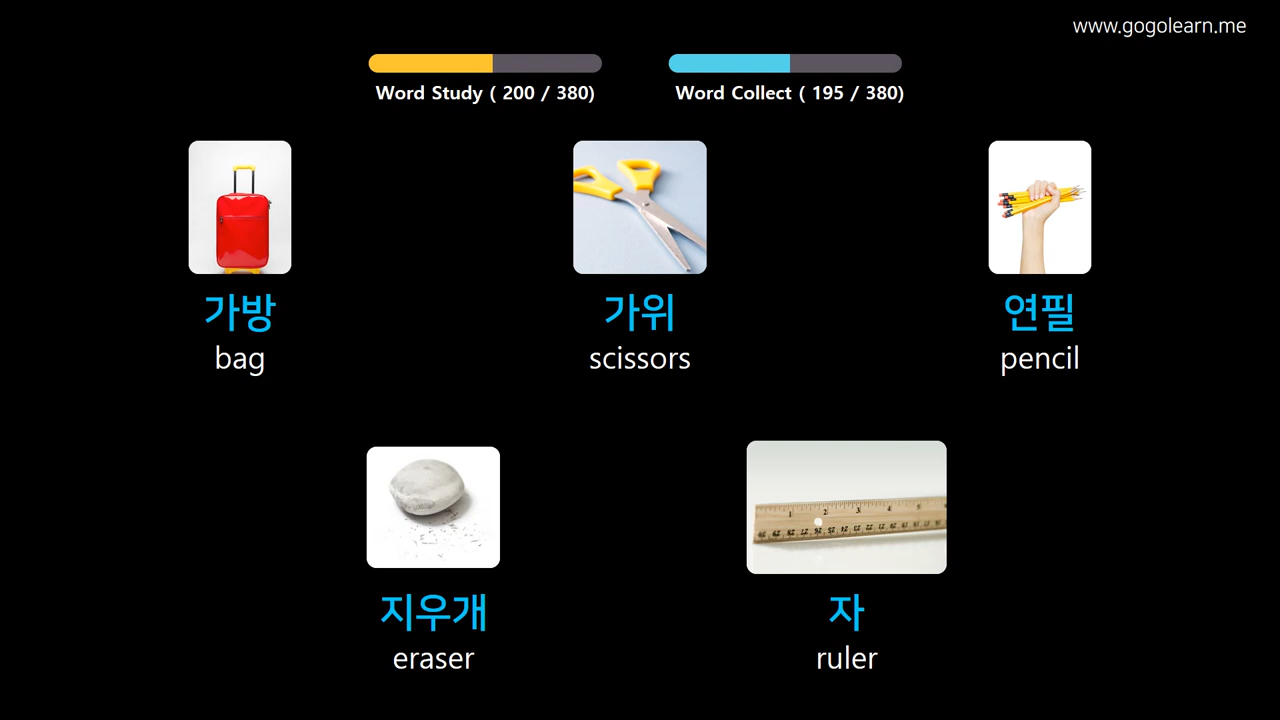 www.gogolearn.me
Word Study ( 200 / 380)
Word Collect ( 195 / 380)
가방
bag
가위
scissors
연필
pencil
지우개
eraser
자
ruler